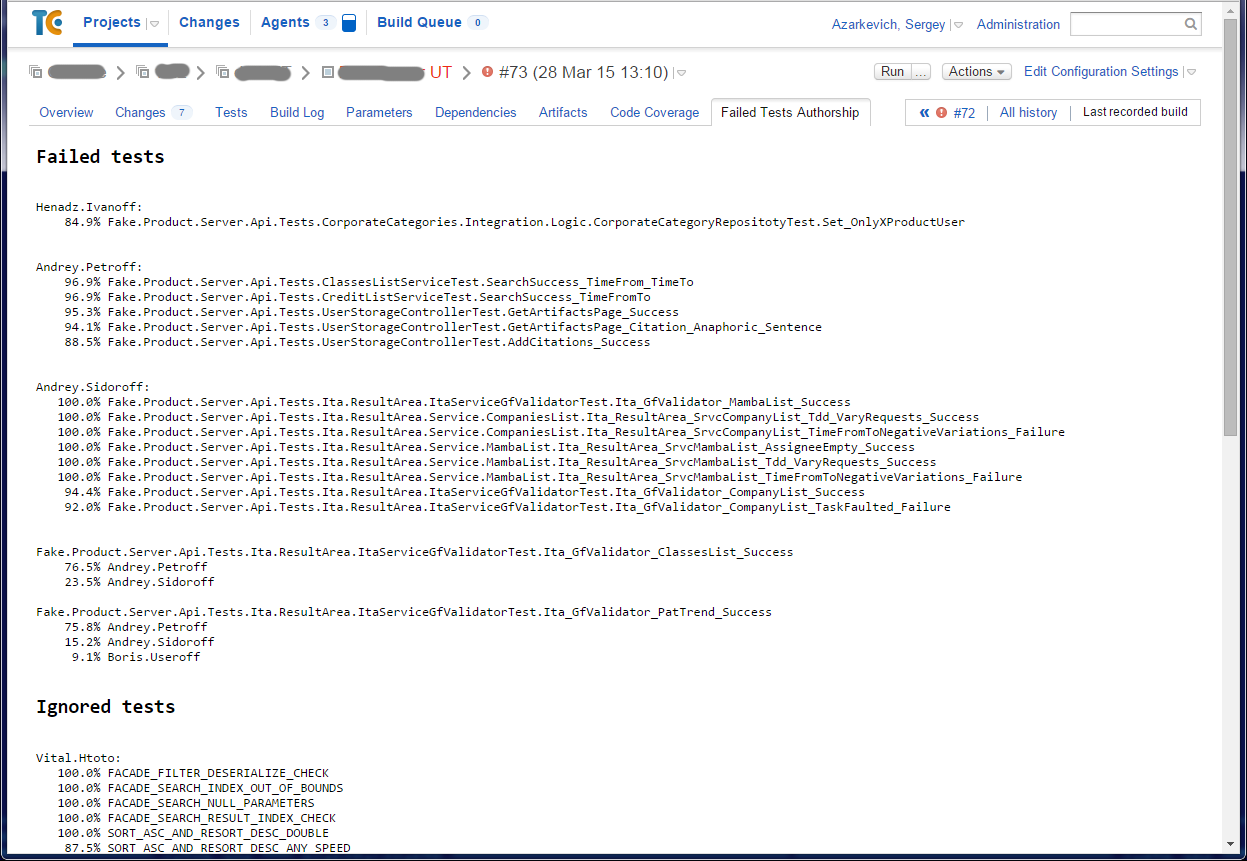 TC Projects Changes Agents 3 Build Queue 0 Azarkevich, Sergey Administration
UT #73 (28 Mar 15 13:10) Run ... Actions Edit Configuration Settings
Overview Changes 7 Tests Build Log Parameters Dependencies Artifacts Code Coverage Failed Tests Authorship « #72 All history Last recorded build
Failed tests
Henadz.Ivanoff:
84.9% Fake.Product.Server.Api.Tests.CorporateCategories.Integration.Logic.CorporateCategoryRepositotyTest.Set_OnlyXProductUser
Andrey.Petroff:
96.9% Fake.Product.Server.Api.Tests.ClassesListServiceTest.SearchSuccess_TimeFrom_TimeTo
96.9% Fake.Product.Server.Api.Tests.CreditListServiceTest.SearchSuccess_TimeFromTo
95.3% Fake.Product.Server.Api.Tests.UserStorageControllerTest.GetArtifactsPage_Success
94.1% Fake.Product.Server.Api.Tests.UserStorageControllerTest.GetArtifactsPage_Citation_Anaphoric_Sentence
88.5% Fake.Product.Server.Api.Tests.UserStorageControllerTest.AddCitations_Success
Andrey.Sidoroff:
100.0% Fake.Product.Server.Api.Tests.Ita.ResultArea.ItaServiceGfValidatorTest.Ita_GfValidator_MambaList_Success
100.0% Fake.Product.Server.Api.Tests.Ita.ResultArea.Service.CompaniesList.Ita_ResultArea_SrvcCompanyList_Tdd_VaryRequests_Success
100.0% Fake.Product.Server.Api.Tests.Ita.ResultArea.Service.CompaniesList.Ita_ResultArea_SrvcCompanyList_TimeFromToNegativeVariations_Failure
100.0% Fake.Product.Server.Api.Tests.Ita.ResultArea.Service.MambaList.Ita_ResultArea_SrvcMambaList_AssigneeEmpty_Success
100.0% Fake.Product.Server.Api.Tests.Ita.ResultArea.Service.MambaList.Ita_ResultArea_SrvcMambaList_Tdd_VaryRequests_Success
100.0% Fake.Product.Server.Api.Tests.Ita.ResultArea.Service.MambaList.Ita_ResultArea_SrvcMambaList_TimeFromToNegativeVariations_Failure
94.4% Fake.Product.Server.Api.Tests.Ita.ResultArea.ItaServiceGfValidatorTest.Ita_GfValidator_CompanyList_Success
92.0% Fake.Product.Server.Api.Tests.Ita.ResultArea.ItaServiceGfValidatorTest.Ita_GfValidator_CompanyList_TaskFaulted_Failure
Fake.Product.Server.Api.Tests.Ita.ResultArea.ItaServiceGfValidatorTest.Ita_GfValidator_ClassesList_Success
76.5% Andrey.Petroff
23.5% Andrey.Sidoroff
Fake.Product.Server.Api.Tests.Ita.ResultArea.ItaServiceGfValidatorTest.Ita_GfValidator_PatTrend_Success
75.8% Andrey.Petroff
15.2% Andrey.Sidoroff
9.1% Boris.Useroff
Ignored tests
Vital.Htoto:
100.0% FACADE_FILTER_DESERIALIZE_CHECK
100.0% FACADE_SEARCH_INDEX_OUT_OF_BOUNDS
100.0% FACADE_SEARCH_NULL_PARAMETERS
100.0% FACADE_SEARCH_RESULT_INDEX_CHECK
100.0% SORT_ASC_AND_RESORT_DESC_DOUBLE
87.5% SORT_ASC_AND_RESORT_DESC_ANY_SPEED